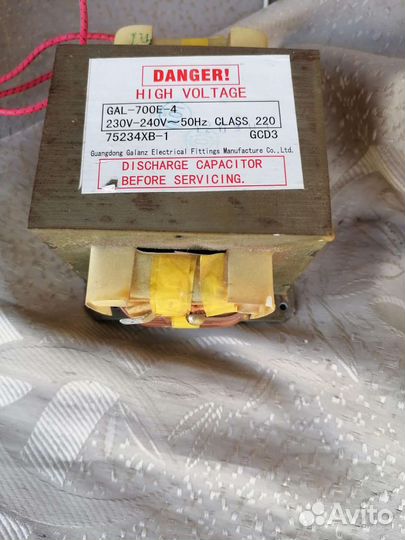 DANGER!
HIGH VOLTAGE
GAL-700E-4
230V-240V~50Hz CLASS 220
75234XB-1 GCD3
Guangdong Galanz Electrical Fittings Manufacture Co.,Ltd.
DISCHARGE CAPACITOR
BEFORE SERVICING.
Avito